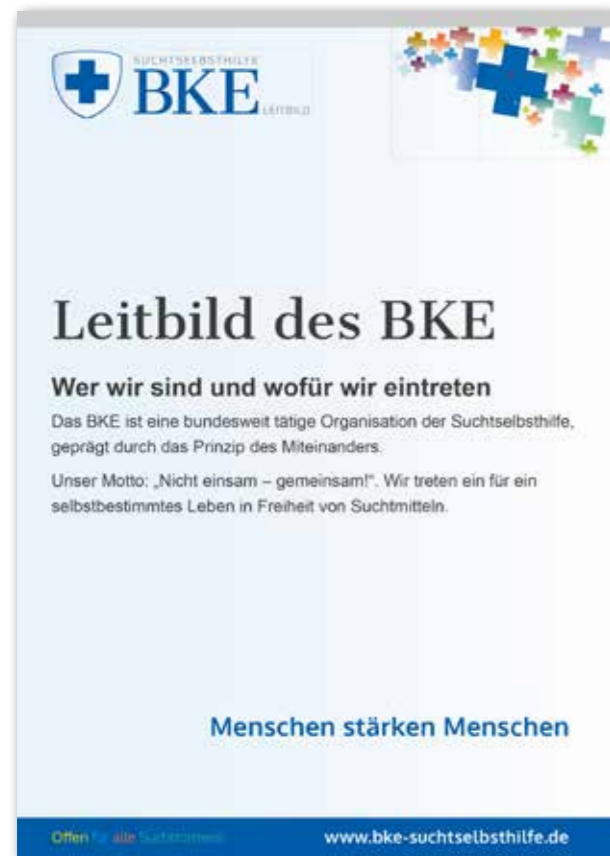 SUCHTSELBSTHILFE
BKE
LEITBILD
Leitbild des BKE
Wer wir sind und wofür wir eintreten
Das BKE ist eine bundesweit tätige Organisation der Suchtselbsthilfe,
geprägt durch das Prinzip des Miteinanders.
Unser Motto: „Nicht einsam – gemeinsam!“. Wir treten ein für ein
selbstbestimmtes Leben in Freiheit von Suchtmitteln.
Menschen stärken Menschen
Offen für alle Suchtformen
www.bke-suchtselbsthilfe.de